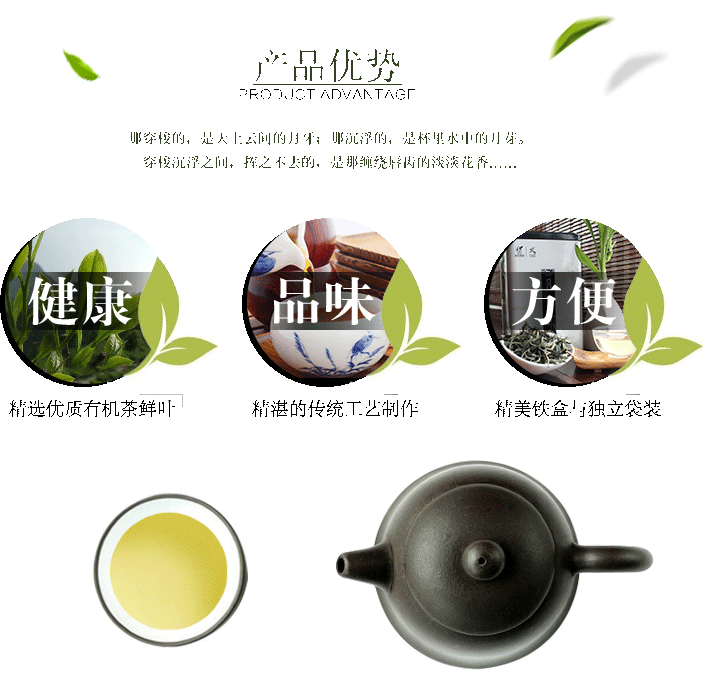 产品优势
PRODUCT ADVANTAGE
那穿梭的，是天上云间的月牙；那沉浮的，是杯里水中的月芽。
穿梭沉浮之间，挥之不去的，是那缠绕唇齿的淡淡花香......
健康
品味
方便
精选优质有机茶鲜叶
精湛的传统工艺制作
精美铁盒与独立袋装